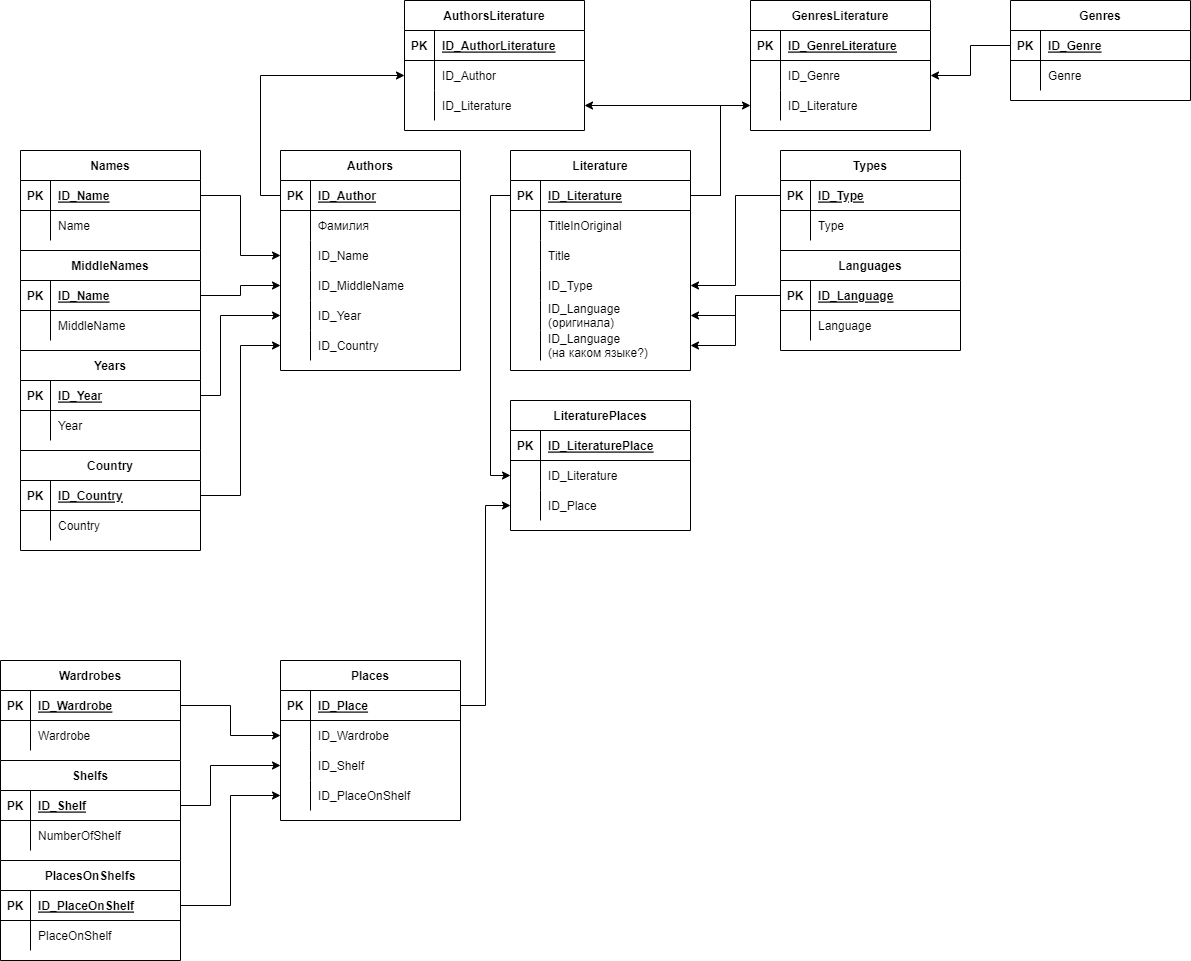 AuthorsLiterature
PK ID_AuthorLiterature
ID_Author
ID_Literature
GenresLiterature
PK ID_GenreLiterature
ID_Genre
ID_Literature
Genres
PK ID_Genre
Genre
Names
PK ID_Name
Name
MiddleNames
PK ID_Name
MiddleName
Years
PK ID_Year
Year
Country
PK ID_Country
Country
Authors
PK ID_Author
Фамилия
ID_Name
ID_MiddleName
ID_Year
ID_Country
Literature
PK ID_Literature
TitleInOriginal
Title
ID_Type
ID_Language
(оригинала)
ID_Language
(на каком языке?)
Types
PK ID_Type
Type
Languages
PK ID_Language
Language
LiteraturePlaces
PK ID_LiteraturePlace
ID_Literature
ID_Place
Wardrobes
PK ID_Wardrobe
Wardrobe
Shelfs
PK ID_Shelf
NumberOfShelf
PlacesOnShelfs
PK ID_PlaceOnShelf
PlaceOnShelf
Places
PK ID_Place
ID_Wardrobe
ID_Shelf
ID_PlaceOnShelf